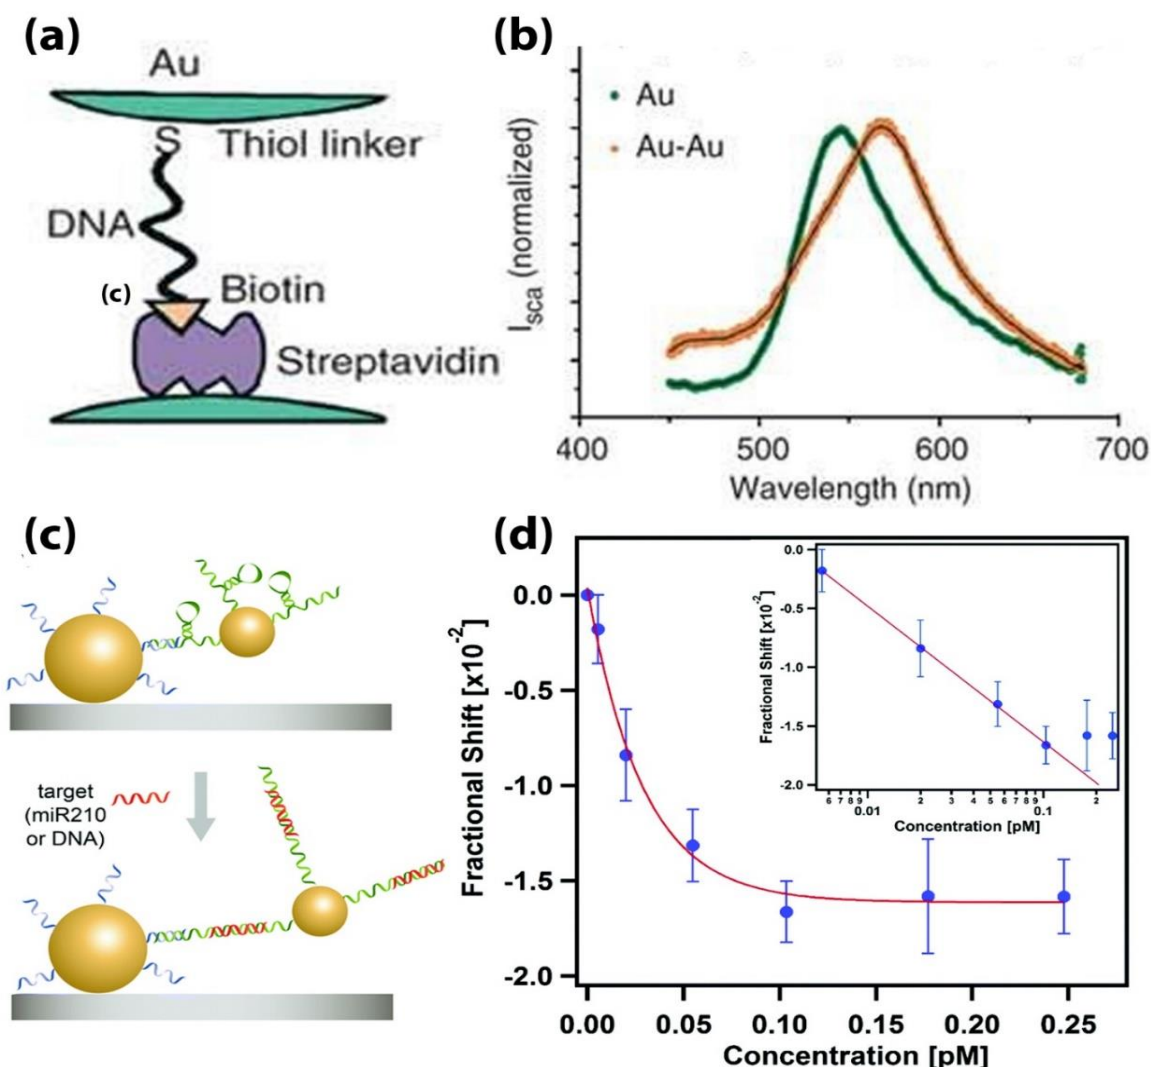 (a)
Au
S Thiol linker
DNA
(c)
Biotin
Streptavidin
(b)
Au
Au-Au
I_sca (normalized)
400 500 600 700
Wavelength (nm)
(c)
target
(miR210
or DNA)
(d)
Fractional Shift [x10⁻²]
0.0
-0.5
-1.0
-1.5
-2.0
0.00 0.05 0.10 0.15 0.20 0.25
Concentration [pM]
Fractional Shift [x10⁻²]
0.0
-0.5
-1.0
-1.5
-2.0
6 7 8 9 0.01 2 3 4 5 6 7 8 9 0.1 2
Concentration [pM]